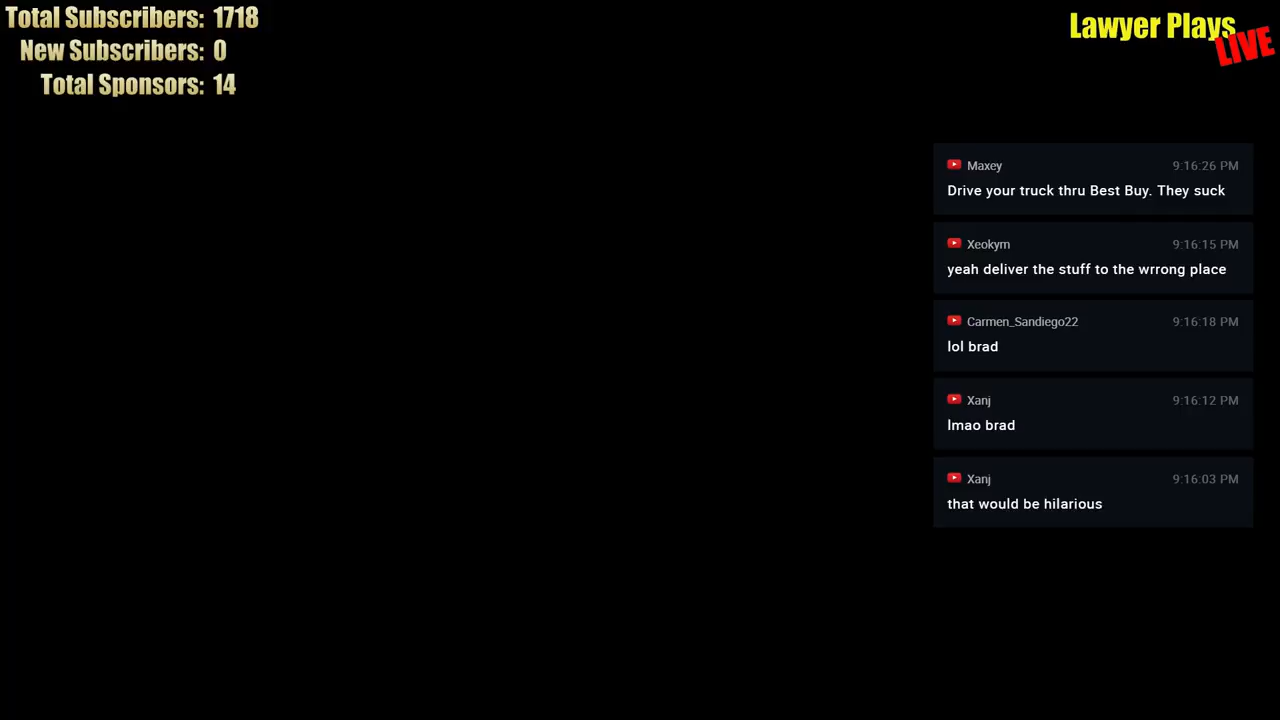 Total Subscribers: 1718
New Subscribers: 0
Total Sponsors: 14
Lawyer Plays
LIVE
Maxey 9:16:26 PM
Drive your truck thru Best Buy. They suck
Xeokym 9:16:15 PM
yeah deliver the stuff to the wrrong place
Carmen_Sandiego22 9:16:18 PM
lol brad
Xanj 9:16:12 PM
lmao brad
Xanj 9:16:03 PM
that would be hilarious